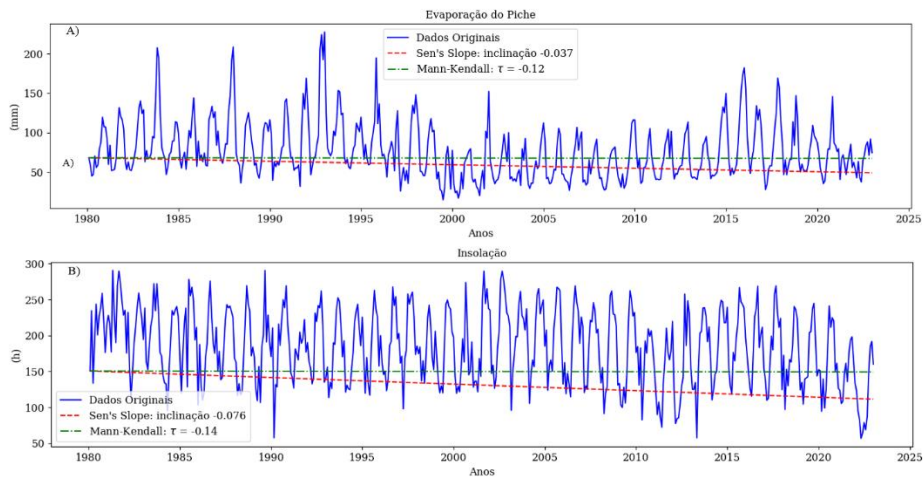 Evaporação do Piche
A)
Dados Originais
Sen's Slope: inclinação -0.037
Mann-Kendall: τ = -0.12
200
150
(mm)
100
A)
50
1980 1985 1990 1995 2000 2005 2010 2015 2020 2025
Anos
Insolação
300
B)
250
200
(h)
150
100
Dados Originais
Sen's Slope: inclinação -0.076
Mann-Kendall: τ = -0.14
50
1980 1985 1990 1995 2000 2005 2010 2015 2020 2025
Anos